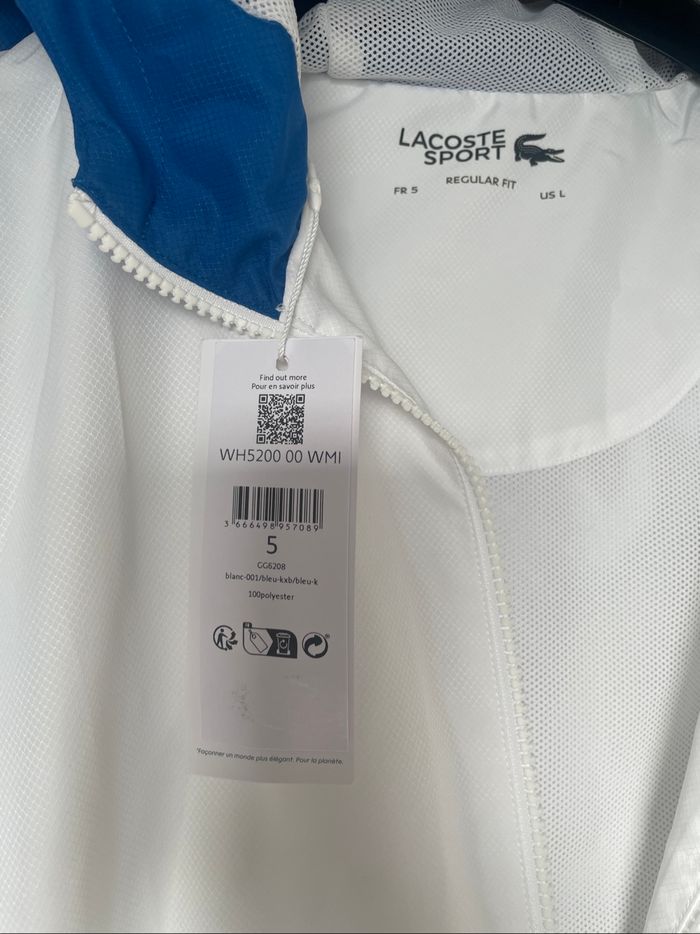 LACOSTE
SPORT
REGULAR FIT
FR 5
US L
Find out more
Pour en savoir plus
WH5200 00 WMI
3 666498 957089
5
GG6208
blanc-001/bleu-kxb/bleu-k
100polyester
*Façonner un monde plus élégant. Pour la planète.